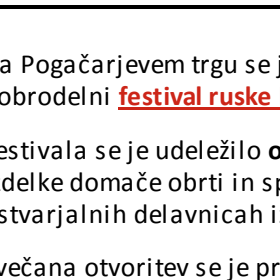 a Pogačarjevem trgu se j
obrodelni festival ruske
estivala se je udeležilo o
delke domače obrti in sp
stvarjalnih delavnicah i
večana otvoritev se je pr